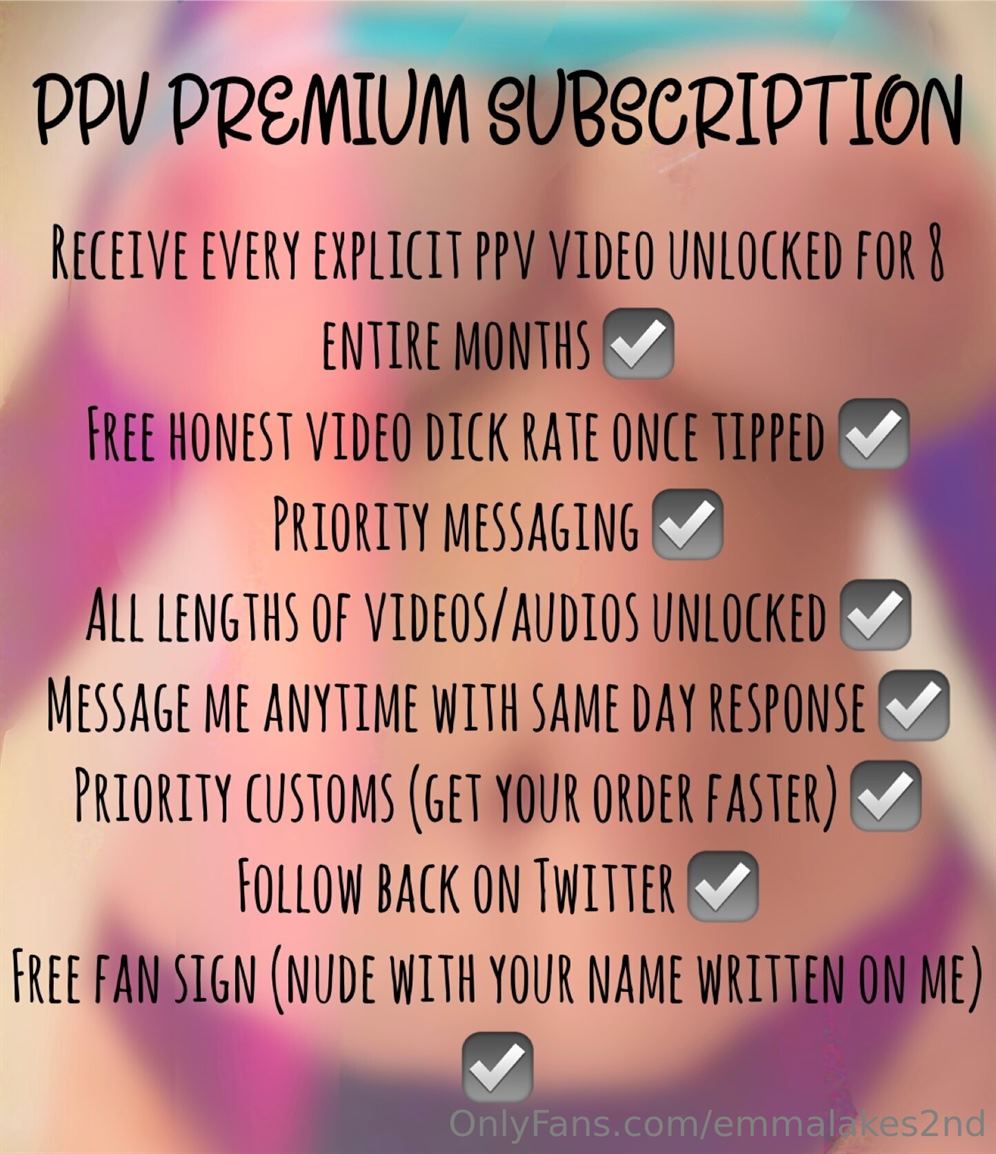 PPV PREMIUM SUBSCRIPTION
Receive every explicit ppv video unlocked for 8
entire months ☑
Free honest video dick rate once tipped ☑
Priority messaging ☑
All lengths of videos/audios unlocked ☑
Message me anytime with same day response ☑
Priority customs (get your order faster) ☑
Follow back on Twitter ☑
Free fan sign (nude with your name written on me)
☑
OnlyFans.com/emmalakes2nd